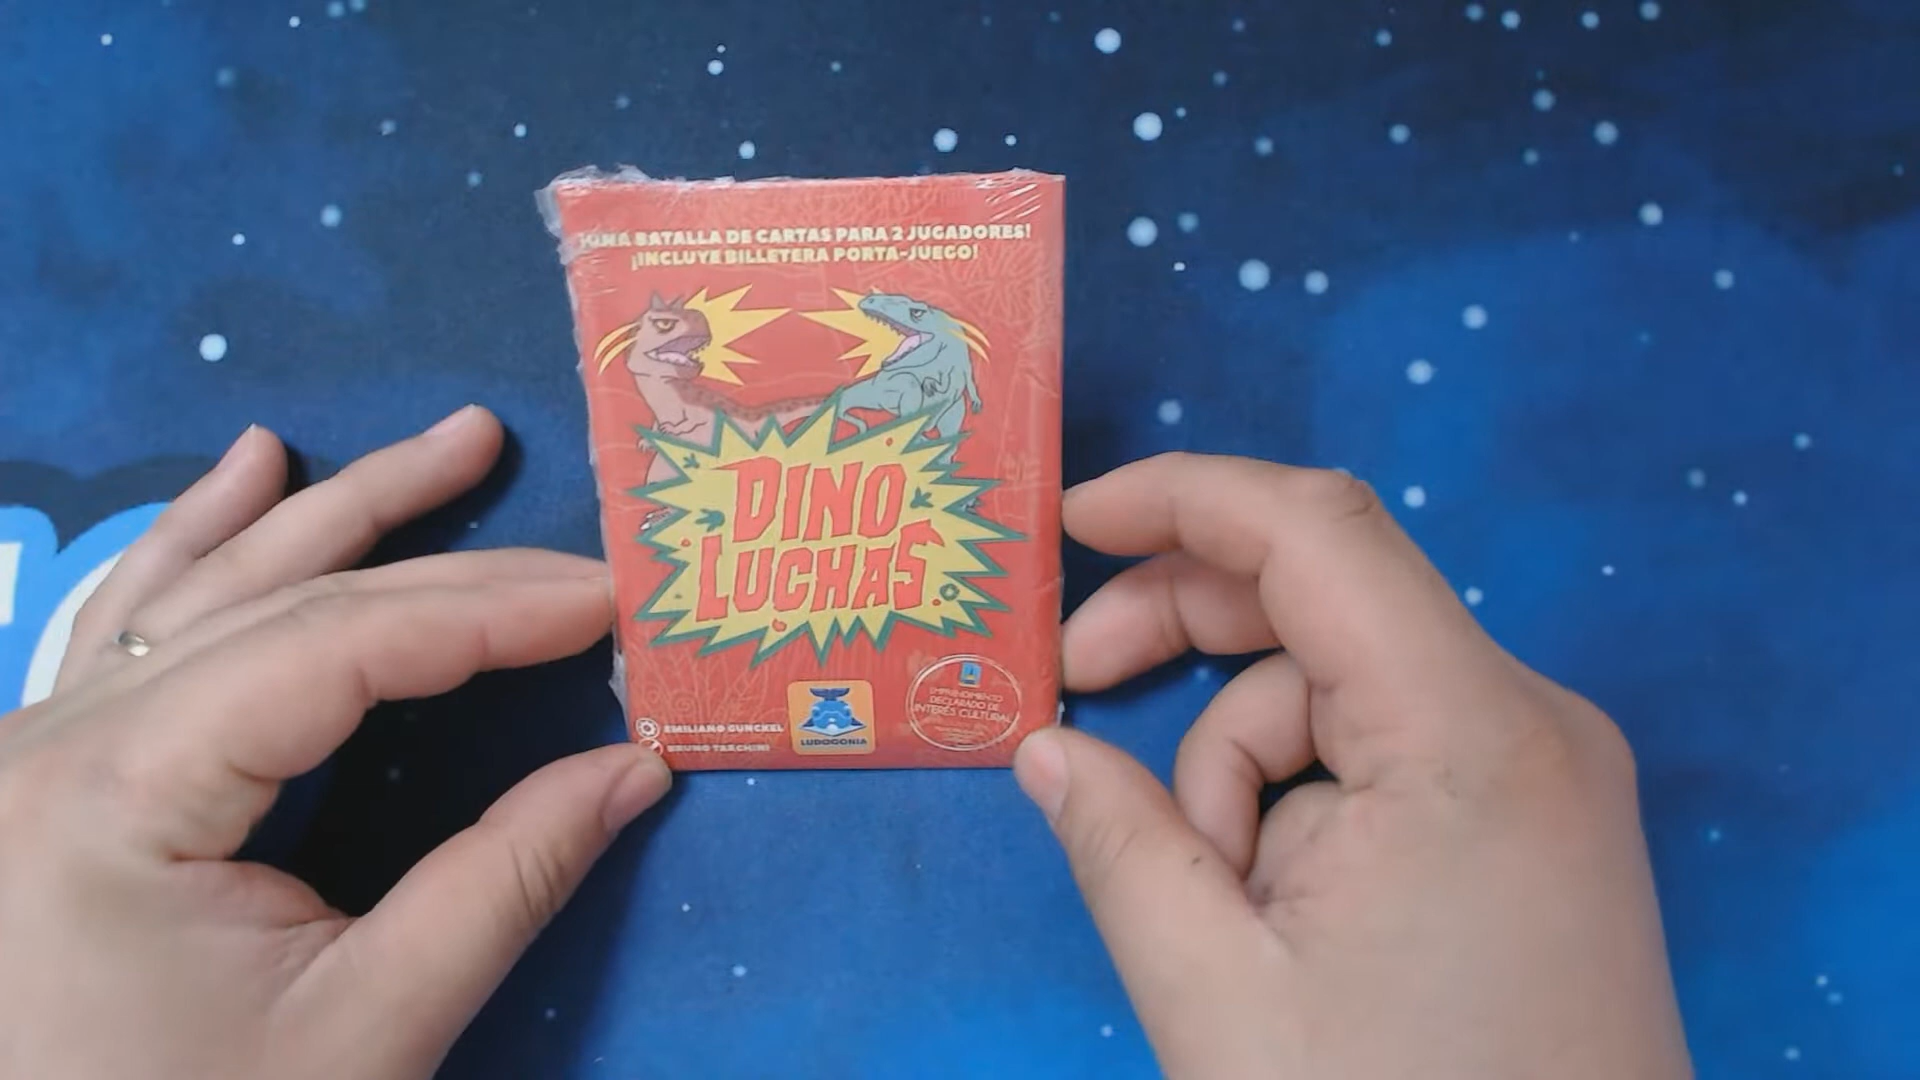 ¡UNA BATALLA DE CARTAS PARA 2 JUGADORES!
¡INCLUYE BILLETERA PORTA-JUEGO!
DINO
LUCHAS
EMILIANO GUNCKEL
BRUNO TARCHINI
LUDOGONIA
EMPRENDIMIENTO
DECLARADO DE
INTERÉS CULTURAL